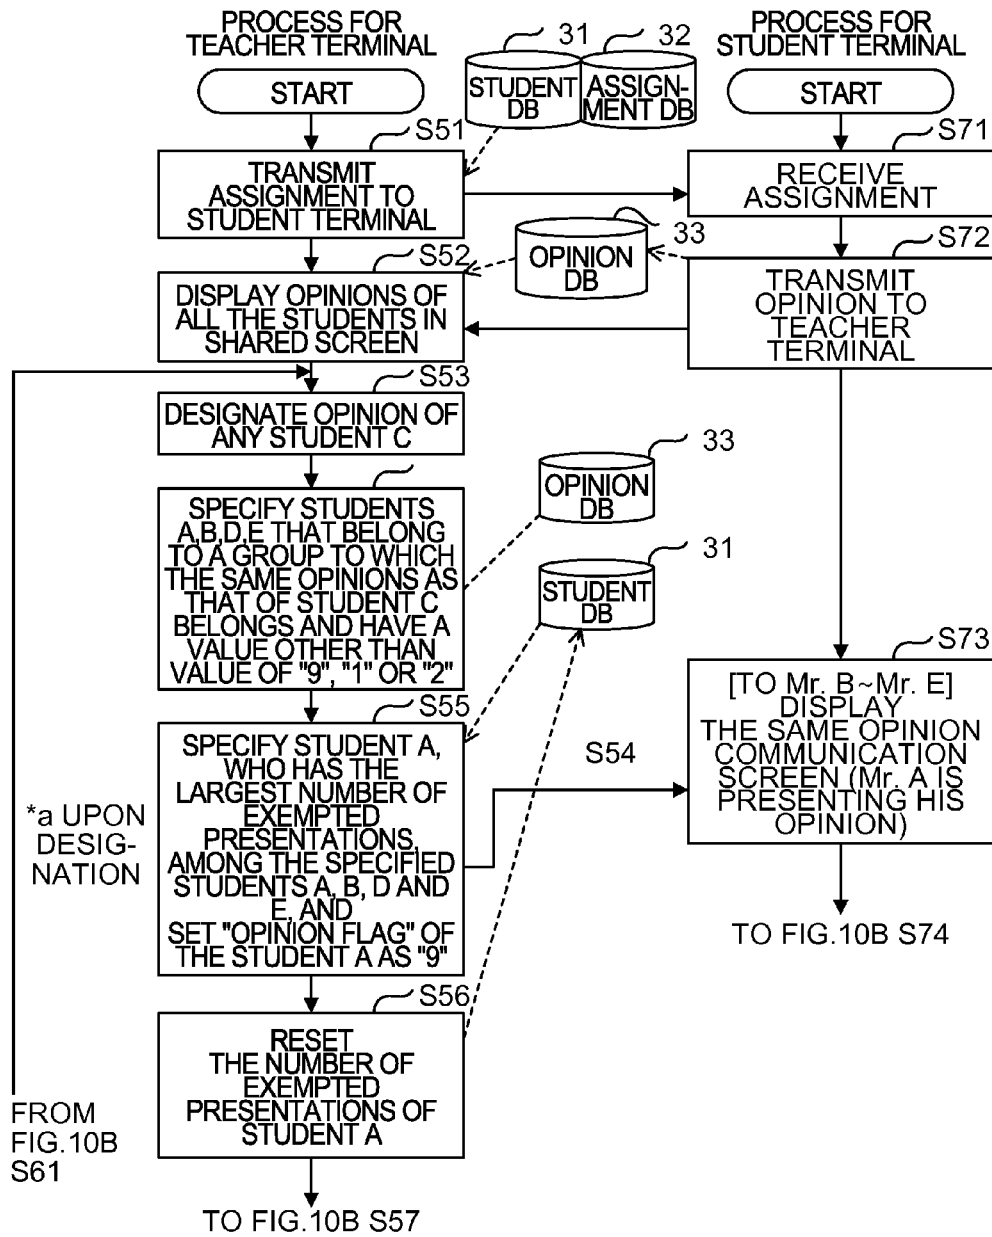 PROCESS FOR
TEACHER TERMINAL
START
31
32
STUDENT
DB
ASSIGN-
MENT DB
PROCESS FOR
STUDENT TERMINAL
START
S51
TRANSMIT
ASSIGNMENT TO
STUDENT TERMINAL
S71
RECEIVE
ASSIGNMENT
33
OPINION
DB
S72
TRANSMIT
OPINION TO
TEACHER
TERMINAL
S52
DISPLAY OPINIONS OF
ALL THE STUDENTS IN
SHARED SCREEN
S53
DESIGNATE OPINION OF
ANY STUDENT C
33
OPINION
DB
SPECIFY STUDENTS
A,B,D,E THAT BELONG
TO A GROUP TO WHICH
THE SAME OPINIONS AS
THAT OF STUDENT C
BELONGS AND HAVE A
VALUE OTHER THAN
VALUE OF "9", "1" OR "2"
31
STUDENT
DB
S55
SPECIFY STUDENT A,
WHO HAS THE
LARGEST NUMBER OF
EXEMPTED
PRESENTATIONS,
AMONG THE SPECIFIED
STUDENTS A, B, D AND
E, AND
SET "OPINION FLAG" OF
THE STUDENT A AS "9"
S54
S73
[TO Mr. B~Mr. E]
DISPLAY
THE SAME OPINION
COMMUNICATION
SCREEN (Mr. A IS
PRESENTING HIS
OPINION)
TO FIG.10B S74
*a UPON
DESIG-
NATION
S56
RESET
THE NUMBER OF
EXEMPTED
PRESENTATIONS OF
STUDENT A
FROM
FIG.10B
S61
TO FIG.10B S57